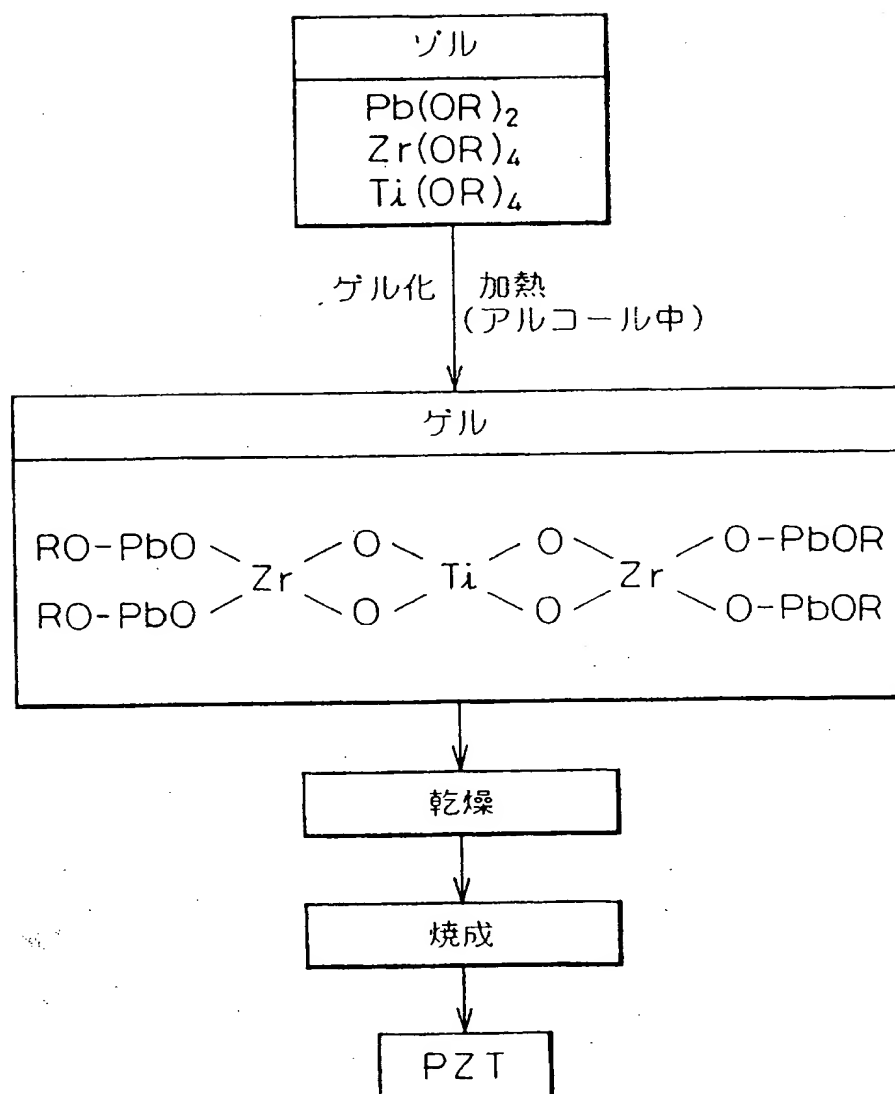 ゾル
Pb(OR)₂
Zr(OR)₄
Ti(OR)₄
ゲル化 加熱
(アルコール中)
ゲル
RO-PbO O O O-PbOR
Zr Ti Zr
RO-PbO O O O-PbOR
乾燥
焼成
PZT